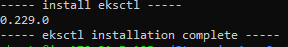 ----- install eksctl -----
0.229.0
----- eksctl installation complete -----